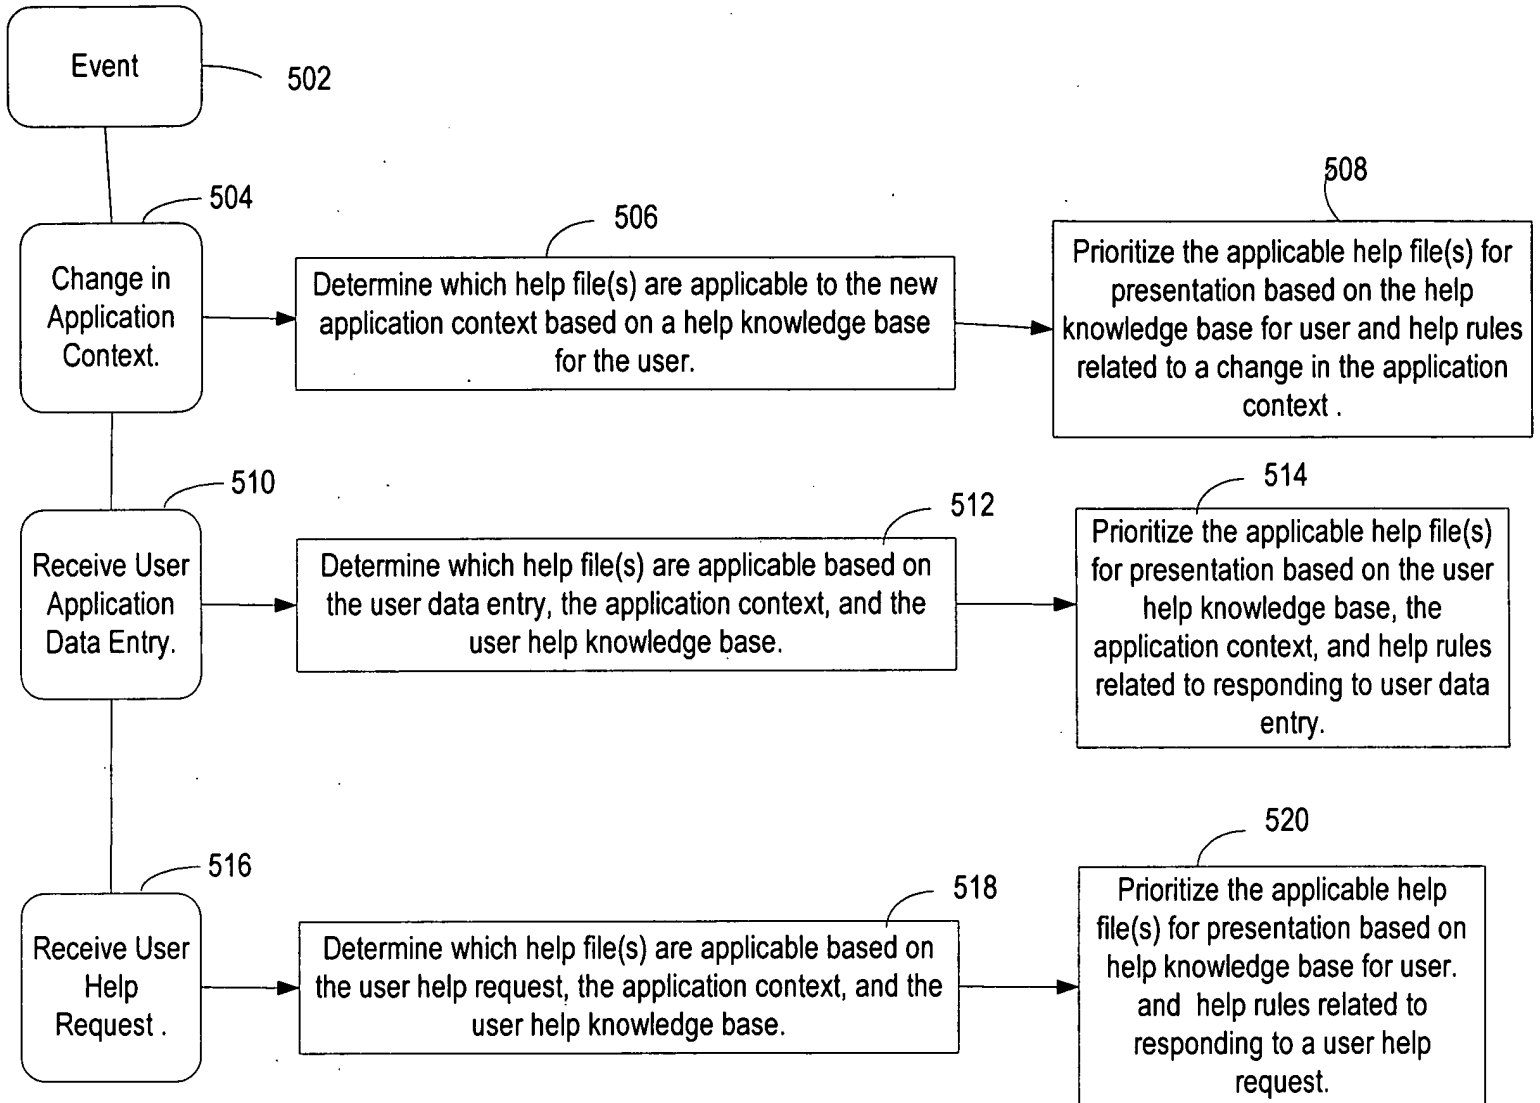 Event
502
504
Change in
Application
Context.
506
Determine which help file(s) are applicable to the new
application context based on a help knowledge base
for the user.
508
Prioritize the applicable help file(s) for
presentation based on the help
knowledge base for user and help rules
related to a change in the application
context .
510
Receive User
Application
Data Entry.
512
Determine which help file(s) are applicable based on
the user data entry, the application context, and the
user help knowledge base.
514
Prioritize the applicable help file(s)
for presentation based on the user
help knowledge base, the
application context, and help rules
related to responding to user data
entry.
516
Receive User
Help
Request .
518
Determine which help file(s) are applicable based on
the user help request, the application context, and the
user help knowledge base.
520
Prioritize the applicable help
file(s) for presentation based on
help knowledge base for user.
and help rules related to
responding to a user help
request.